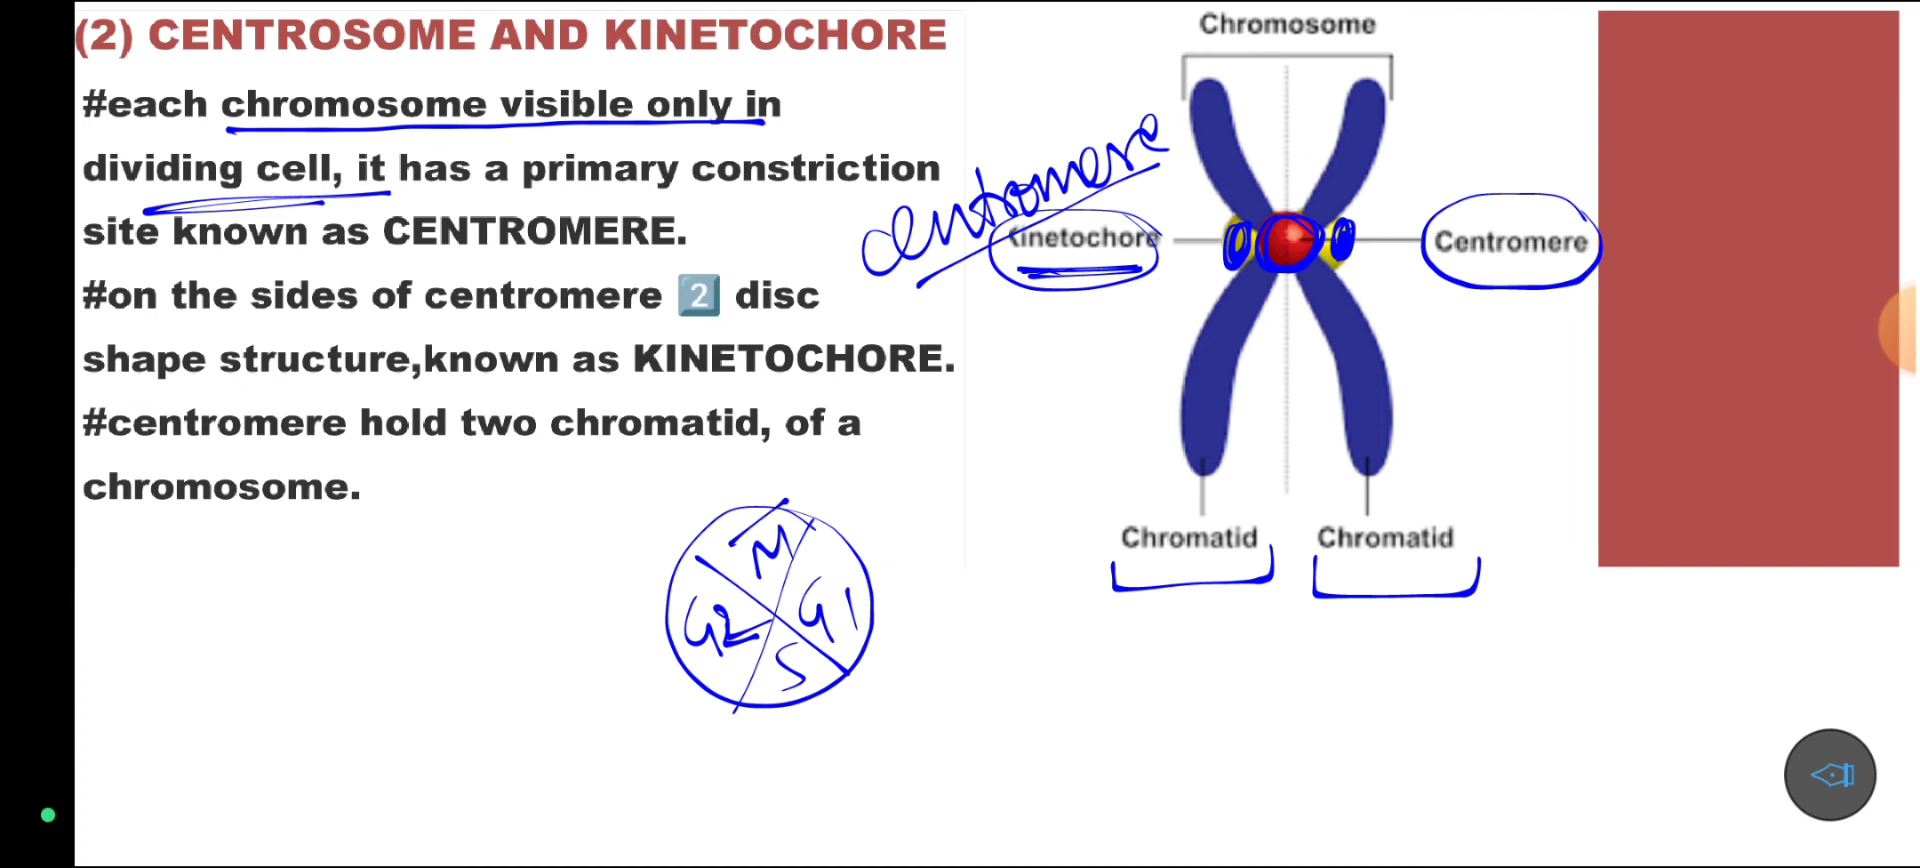 (2) CENTROSOME AND KINETOCHORE
#each chromosome visible only in
dividing cell, it has a primary constriction
site known as CENTROMERE.
#on the sides of centromere 2️⃣ disc
shape structure,known as KINETOCHORE.
#centromere hold two chromatid, of a
chromosome.
Chromosome
centromere
Kinetochore
Centromere
Chromatid Chromatid
M
G2 G1
S